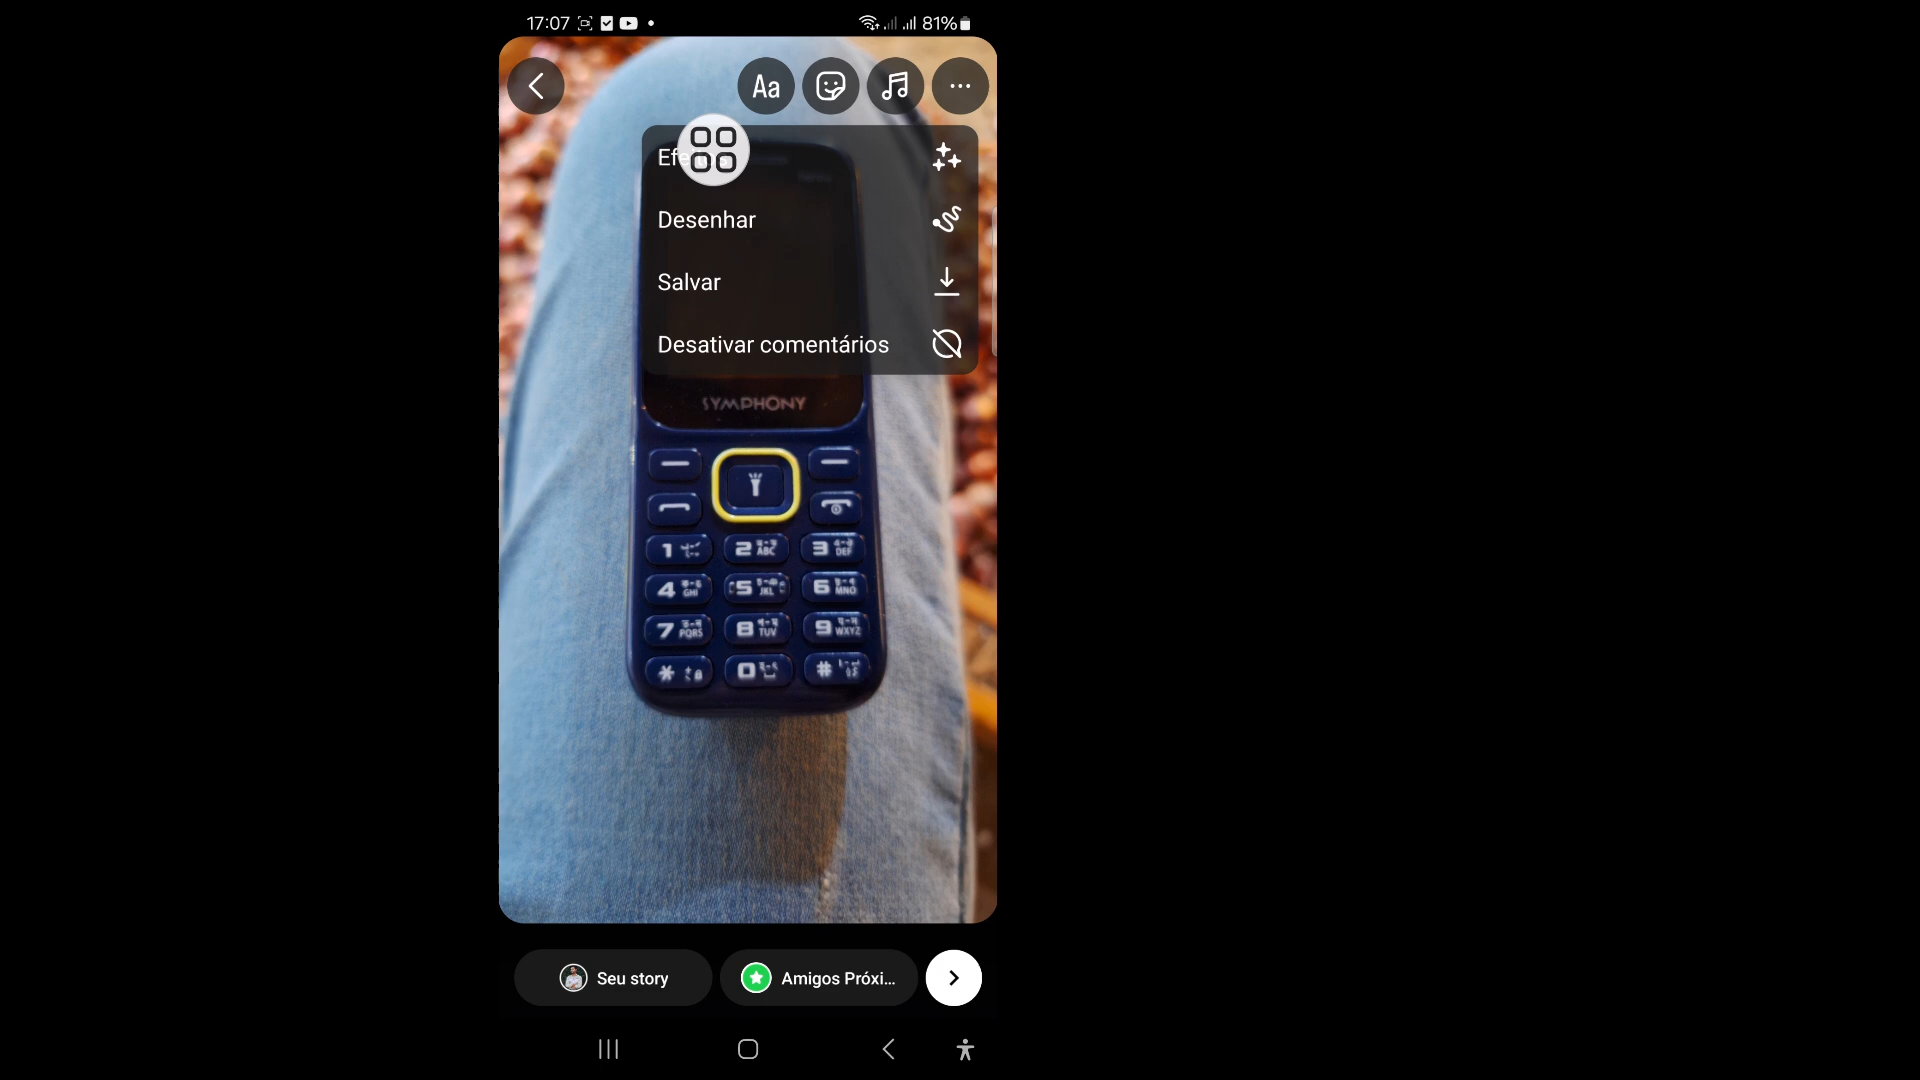 17:07
81%
Aa
Desenhar
Salvar
Desativar comentários
SYMPHONY
1
2 ABC
3 DEF
4 GHI
5 JKL
6 MNO
7 PQRS
8 TUV
9 WXYZ
* 0 #
Seu story
Amigos Próxi...